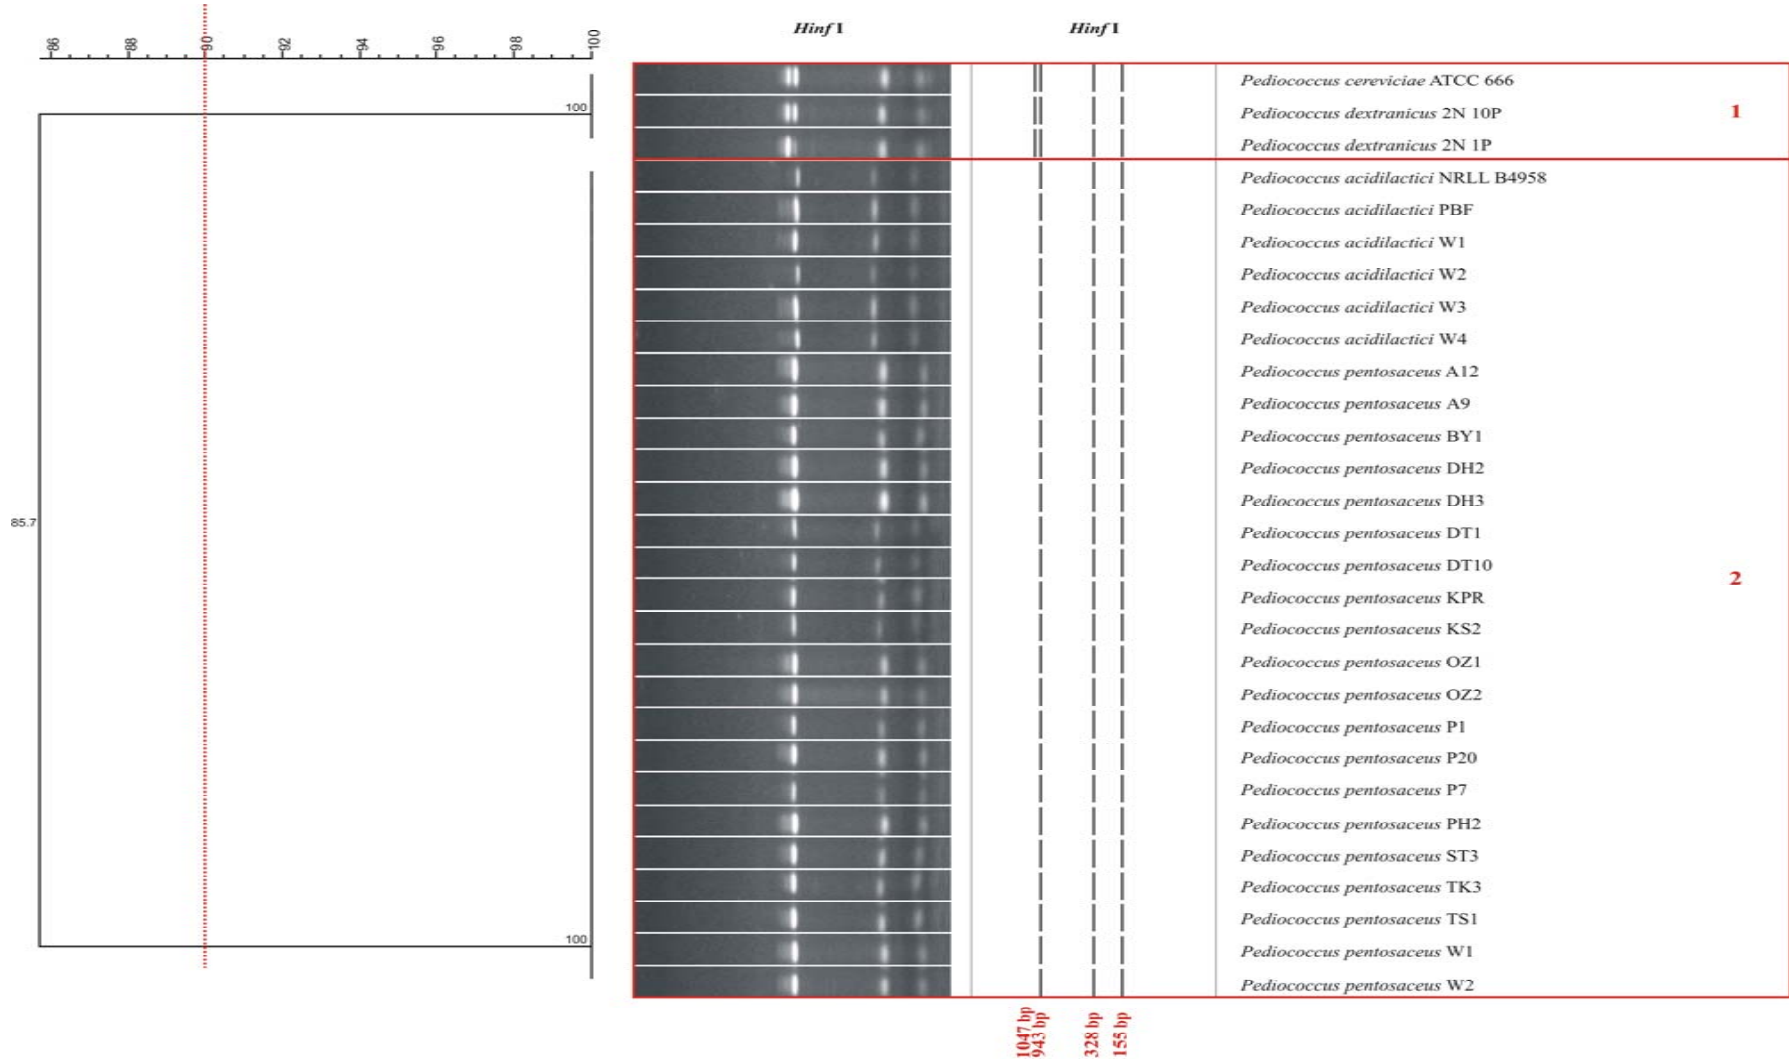 Hinf I Hinf I
86 88 90 92 94 96 98 100
Pediococcus cereviciae ATCC 666
100
Pediococcus dextranicus 2N 10P
1
Pediococcus dextranicus 2N 1P
Pediococcus acidilactici NRLL B4958
Pediococcus acidilactici PBF
Pediococcus acidilactici W1
Pediococcus acidilactici W2
Pediococcus acidilactici W3
Pediococcus acidilactici W4
Pediococcus pentosaceus A12
Pediococcus pentosaceus A9
Pediococcus pentosaceus BY1
Pediococcus pentosaceus DH2
Pediococcus pentosaceus DH3
85.7
Pediococcus pentosaceus DT1
Pediococcus pentosaceus DT10
2
Pediococcus pentosaceus KPR
Pediococcus pentosaceus KS2
Pediococcus pentosaceus OZ1
Pediococcus pentosaceus OZ2
Pediococcus pentosaceus P1
Pediococcus pentosaceus P20
Pediococcus pentosaceus P7
Pediococcus pentosaceus PH2
Pediococcus pentosaceus ST3
Pediococcus pentosaceus TK3
Pediococcus pentosaceus TS1
100
Pediococcus pentosaceus W1
Pediococcus pentosaceus W2
1047 bp
943 bp
328 bp
155 bp